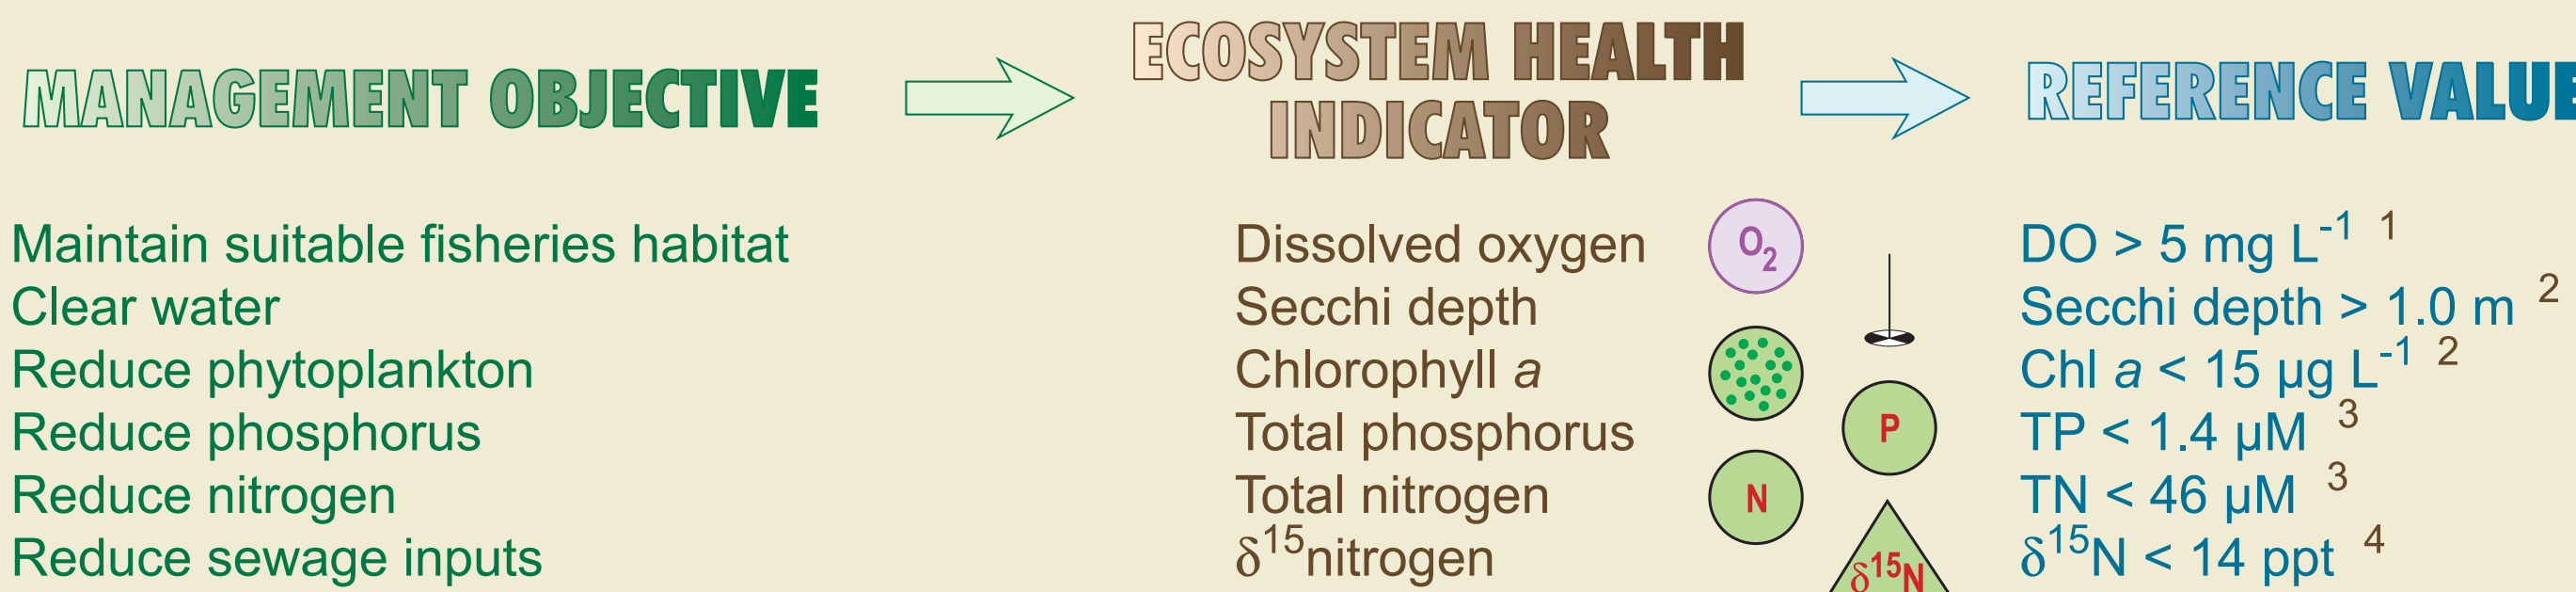 MANAGEMENT OBJECTIVE
ECOSYSTEM HEALTH
INDICATOR
REFERENCE VALUE
Maintain suitable fisheries habitat
Dissolved oxygen
O₂
DO > 5 mg L⁻¹ ¹
Clear water
Secchi depth
Secchi depth > 1.0 m ²
Reduce phytoplankton
Chlorophyll a
Chl a < 15 µg L⁻¹ ²
Reduce phosphorus
Total phosphorus
P
TP < 1.4 µM ³
Reduce nitrogen
Total nitrogen
N
TN < 46 µM ³
Reduce sewage inputs
δ¹⁵nitrogen
δ¹⁵N
δ¹⁵N < 14 ppt ⁴